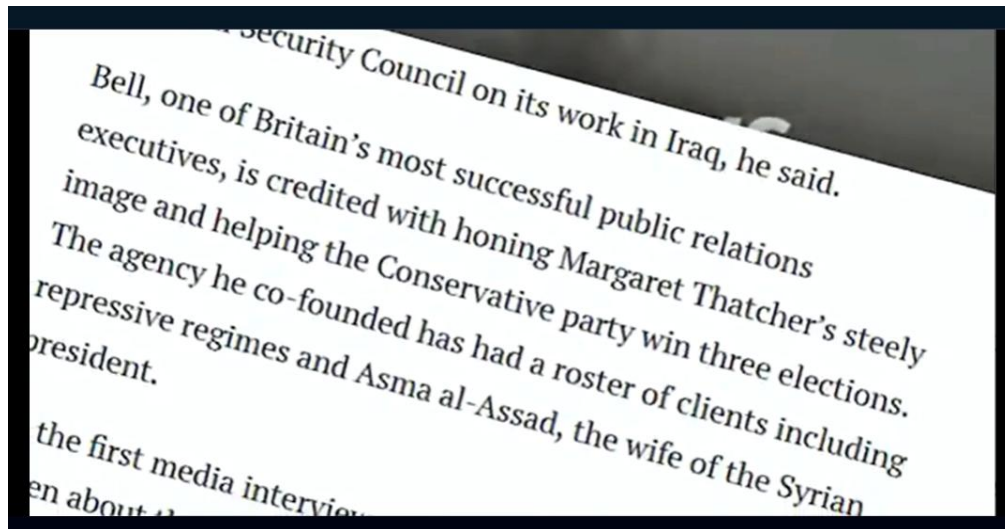 Security Council on its work in Iraq, he said.
Bell, one of Britain’s most successful public relations
executives, is credited with honing Margaret Thatcher’s steely
image and helping the Conservative party win three elections.
The agency he co-founded has had a roster of clients including
repressive regimes and Asma al-Assad, the wife of the Syrian
president.
the first media
en about